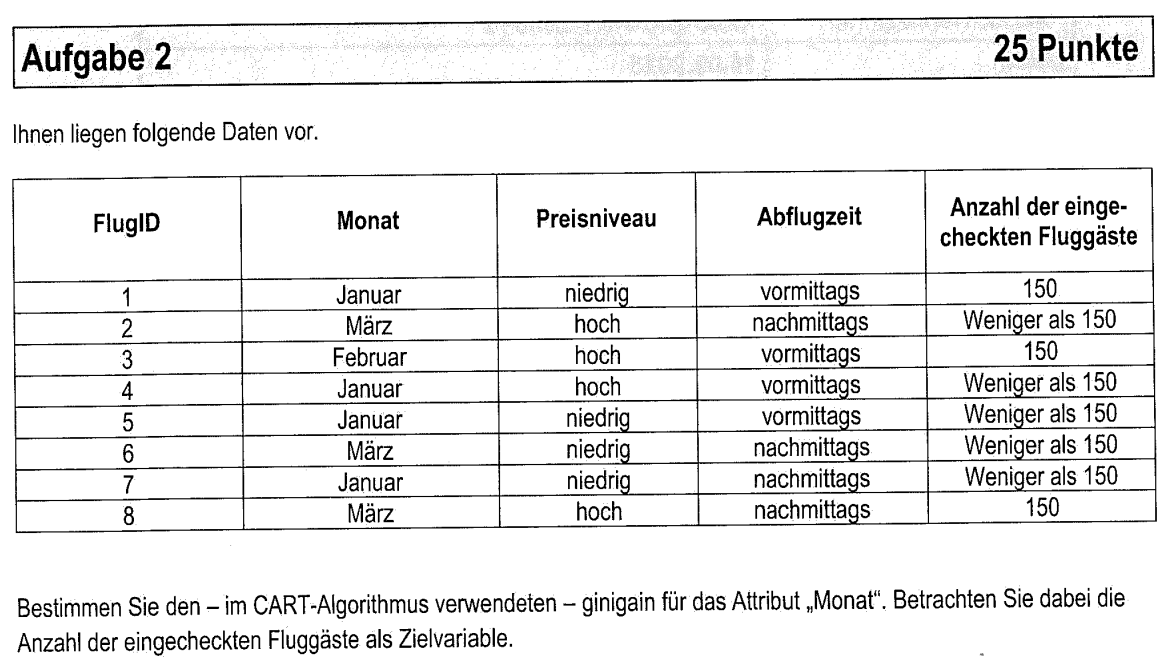 Aufgabe 2 25 Punkte
Ihnen liegen folgende Daten vor.
FlugID Monat Preisniveau Abflugzeit Anzahl der einge-
checkten Fluggäste
1 Januar niedrig vormittags 150
2 März hoch nachmittags Weniger als 150
3 Februar hoch vormittags 150
4 Januar hoch vormittags Weniger als 150
5 Januar niedrig vormittags Weniger als 150
6 März niedrig nachmittags Weniger als 150
7 Januar niedrig nachmittags Weniger als 150
8 März hoch nachmittags 150
Bestimmen Sie den – im CART-Algorithmus verwendeten – ginigain für das Attribut „Monat“. Betrachten Sie dabei die
Anzahl der eingecheckten Fluggäste als Zielvariable.